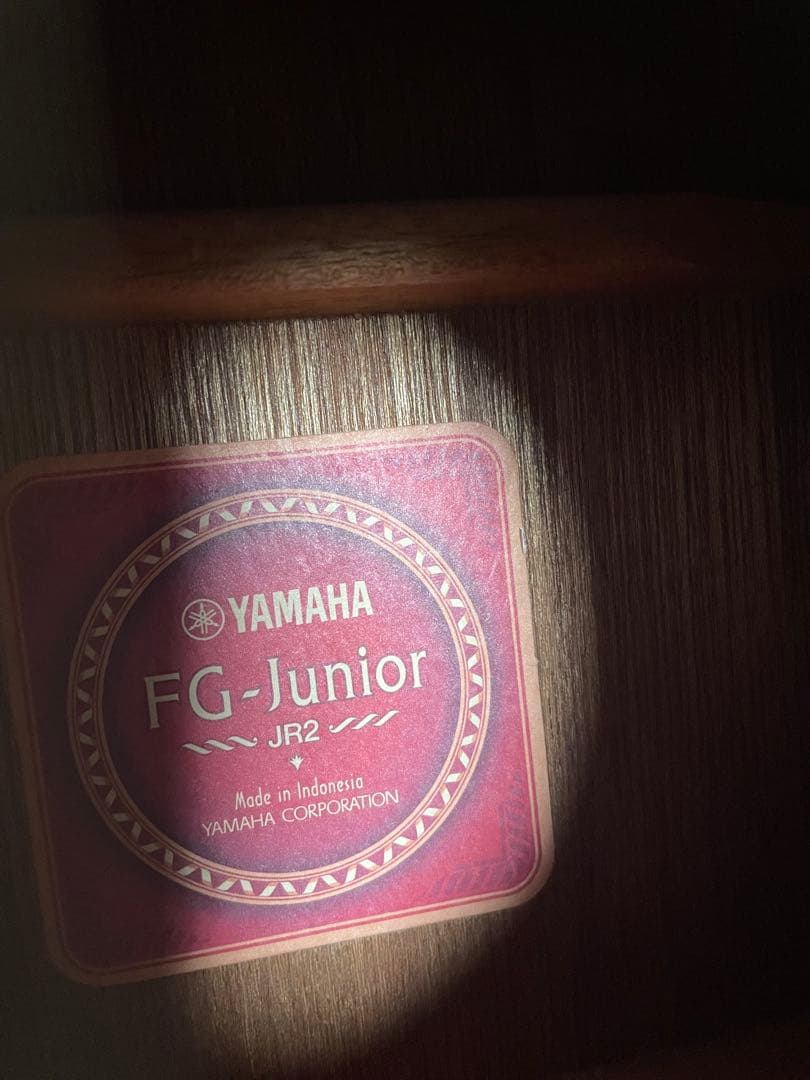 YAMAHA
FG-Junior
JR2
Made in Indonesia
YAMAHA CORPORATION